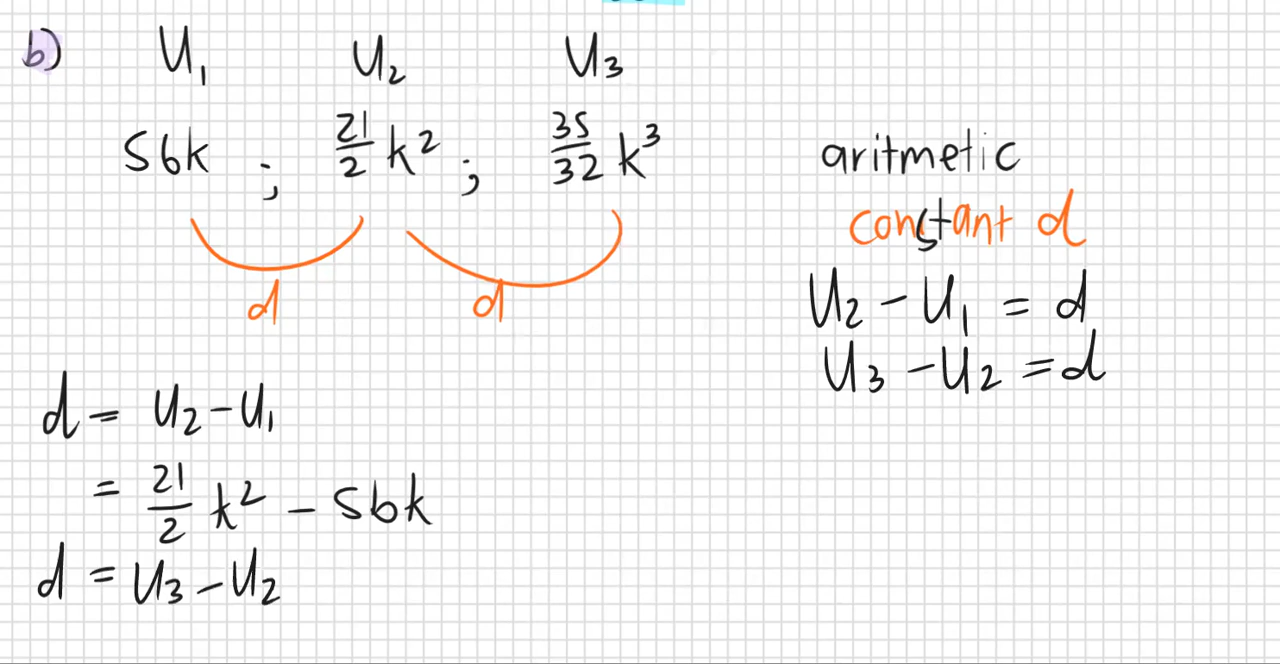 b) U₁ U₂ U₃
56k ; 21/2 k² ; 35/32 k³
d d
aritmetic
constant d
U₂ - U₁ = d
U₃ - U₂ = d
d = U₂ - U₁
= 21/2 k² - 56k
d = U₃ - U₂